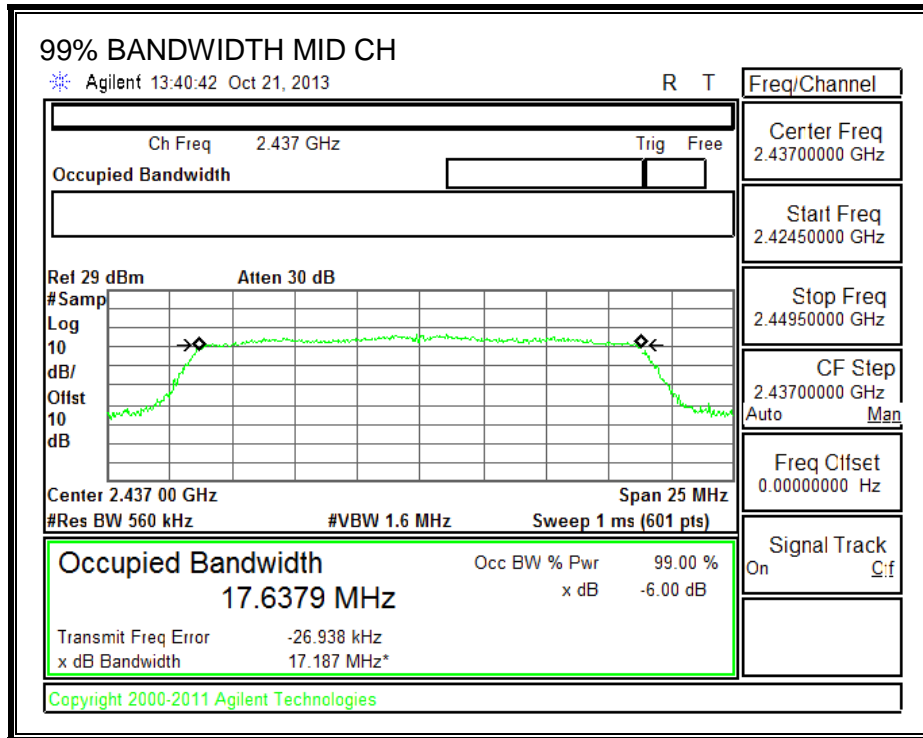 99% BANDWIDTH MID CH
Agilent 13:40:42 Oct 21, 2013 R T
Freq/Channel
Ch Freq 2.437 GHz Trig Free
Occupied Bandwidth
Center Freq
2.43700000 GHz
Start Freq
2.42450000 GHz
Stop Freq
2.44950000 GHz
CF Step
2.43700000 GHz
Auto Man
Freq Offset
0.00000000 Hz
Signal Track
On Off
Ref 29 dBm Atten 30 dB
#Samp
Log
10
dB/
Offst
10
dB
Center 2.437 00 GHz Span 25 MHz
#Res BW 560 kHz #VBW 1.6 MHz Sweep 1 ms (601 pts)
Occupied Bandwidth
17.6379 MHz
Occ BW % Pwr 99.00 %
x dB -6.00 dB
Transmit Freq Error -26.938 kHz
x dB Bandwidth 17.187 MHz*
Copyright 2000-2011 Agilent Technologies